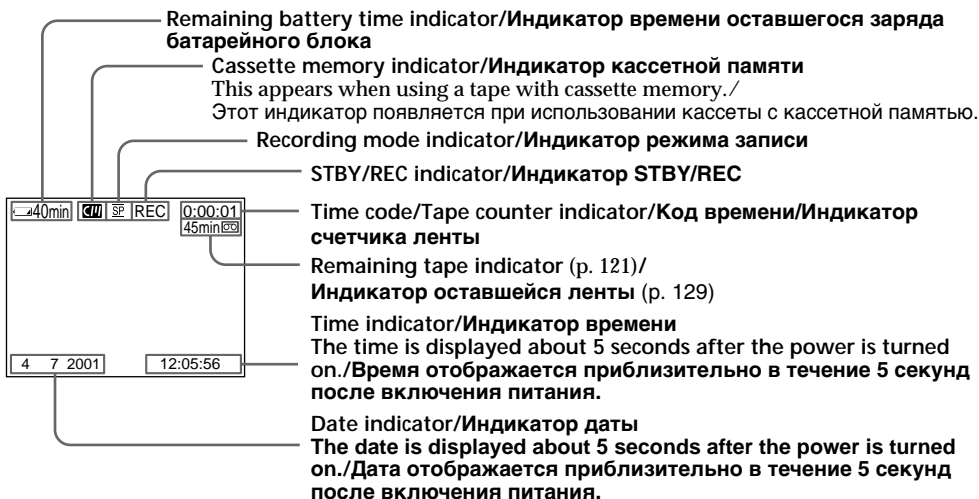 Remaining battery time indicator/Индикатор времени оставшегося заряда
батарейного блока
Cassette memory indicator/Индикатор кассетной памяти
This appears when using a tape with cassette memory./
Этот индикатор появляется при использовании кассеты с кассетной памятью.
Recording mode indicator/Индикатор режима записи
STBY/REC indicator/Индикатор STBY/REC
40min SP REC 0:00:01
45min
Time code/Tape counter indicator/Код времени/Индикатор
счетчика ленты
Remaining tape indicator (p. 121)/
Индикатор оставшейся ленты (p. 129)
Time indicator/Индикатор времени
The time is displayed about 5 seconds after the power is turned
on./Время отображается приблизительно в течение 5 секунд
после включения питания.
4 7 2001 12:05:56
Date indicator/Индикатор даты
The date is displayed about 5 seconds after the power is turned
on./Дата отображается приблизительно в течение 5 секунд
после включения питания.